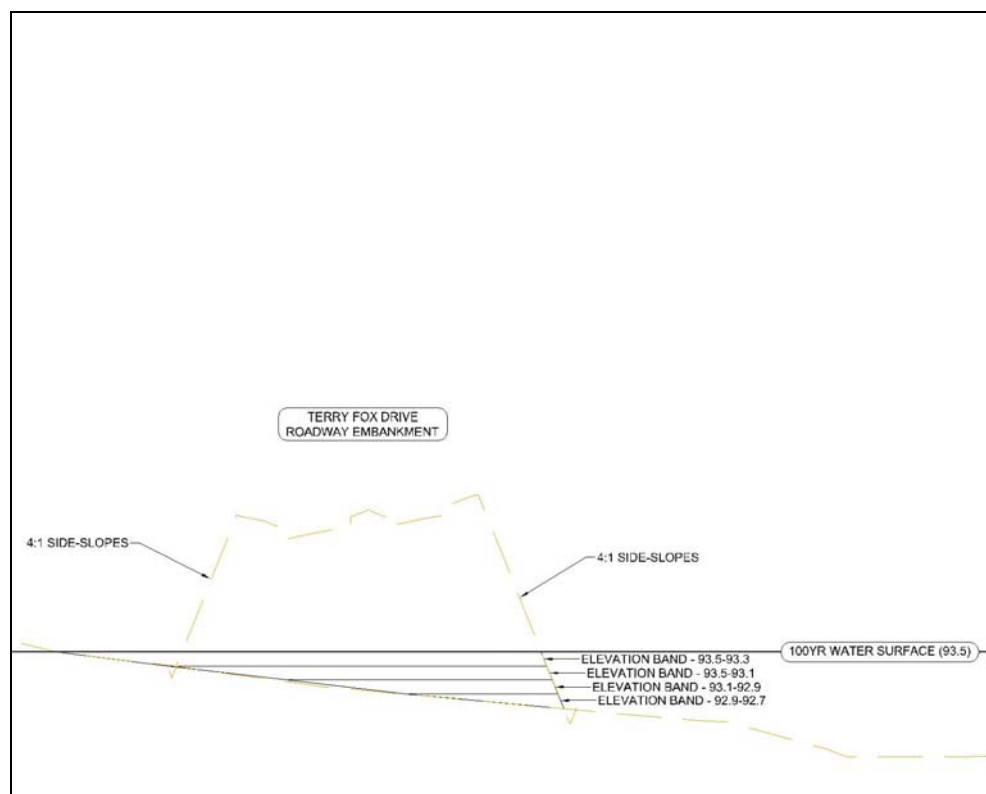 TERRY FOX DRIVE
ROADWAY EMBANKMENT
4:1 SIDE-SLOPES
4:1 SIDE-SLOPES
100YR WATER SURFACE (93.5)
ELEVATION BAND - 93.5-93.3
ELEVATION BAND - 93.5-93.1
ELEVATION BAND - 93.1-92.9
ELEVATION BAND - 92.9-92.7